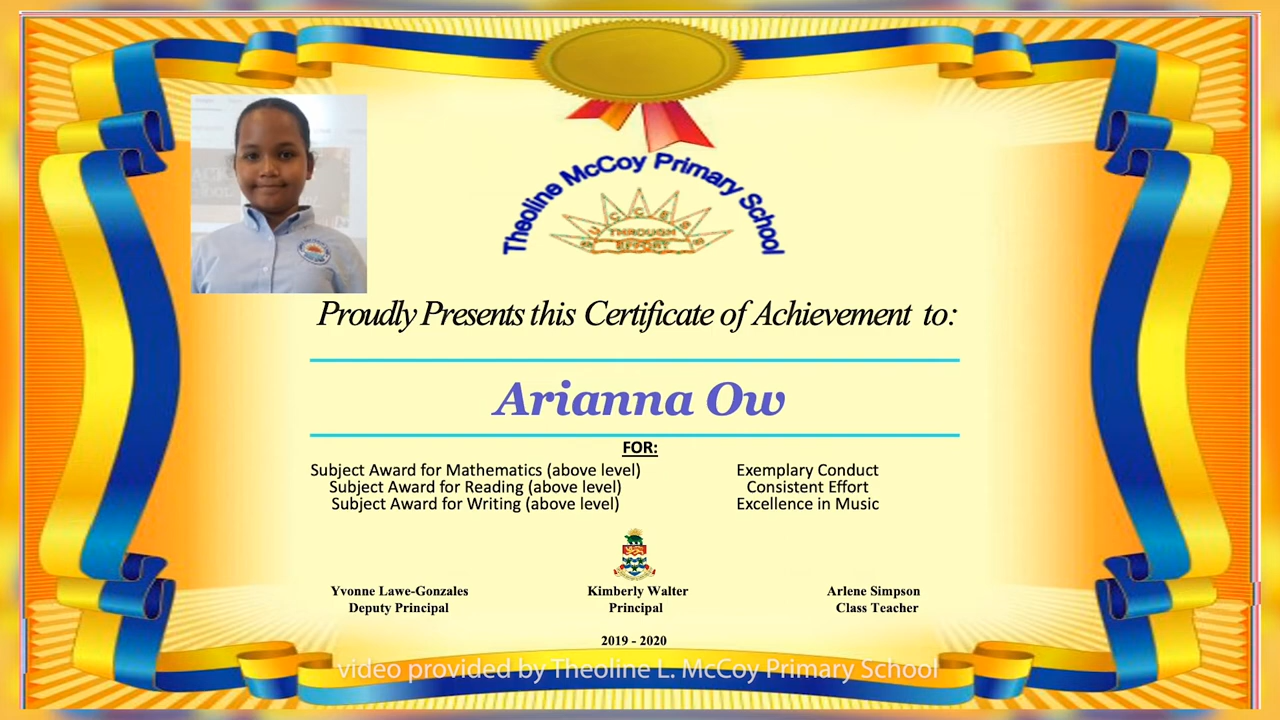 Theoline McCoy Primary School
SUCCESS
THROUGH
EFFORT
Proudly Presents this Certificate of Achievement to:
Arianna Ow
FOR:
Subject Award for Mathematics (above level)
Subject Award for Reading (above level)
Subject Award for Writing (above level)
Exemplary Conduct
Consistent Effort
Excellence in Music
Yvonne Lawe-Gonzales
Deputy Principal
Kimberly Walter
Principal
Arlene Simpson
Class Teacher
2019 - 2020
video provided by Theoline L. McCoy Primary School